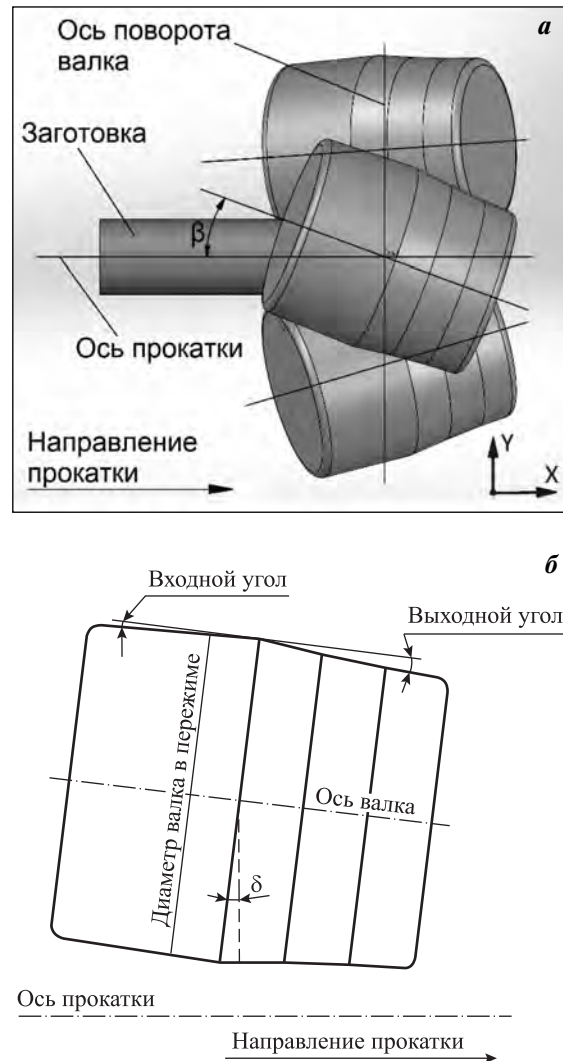 а
Ось поворота
валка
Заготовка
β
Ось прокатки
Направление
прокатки
Y
X
б
Входной угол
Выходной угол
Диаметр валка в пережиме
Ось валка
δ
Ось прокатки
Направление прокатки